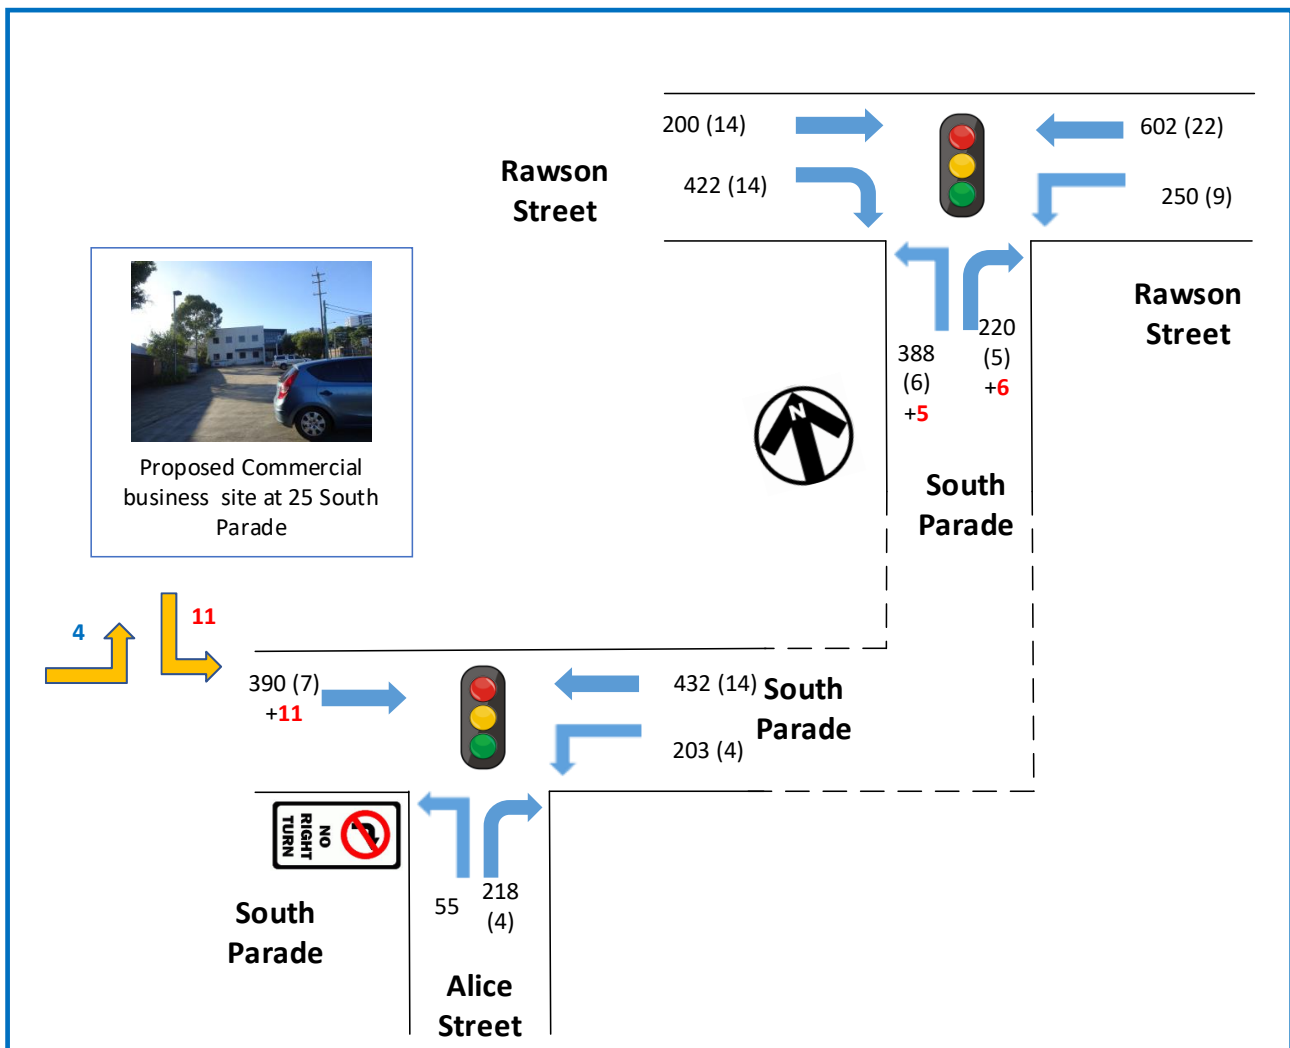 200 (14)
602 (22)
Rawson
Street
422 (14)
250 (9)
Rawson
Street
220
(5)
+6
388
(6)
+5
N
Proposed Commercial
business site at 25 South
Parade
South
Parade
4
11
390 (7)
+11
432 (14)
South
Parade
203 (4)
NO
RIGHT
TURN
55
218
(4)
South
Parade
Alice
Street